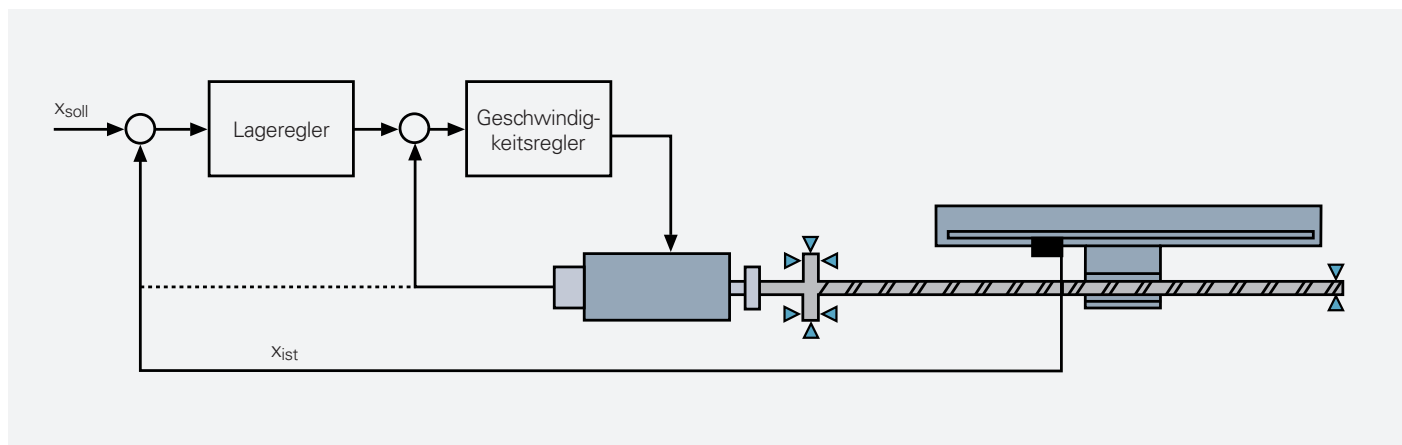 xsoll
Lageregler
Geschwindig-
keitsregler
xist